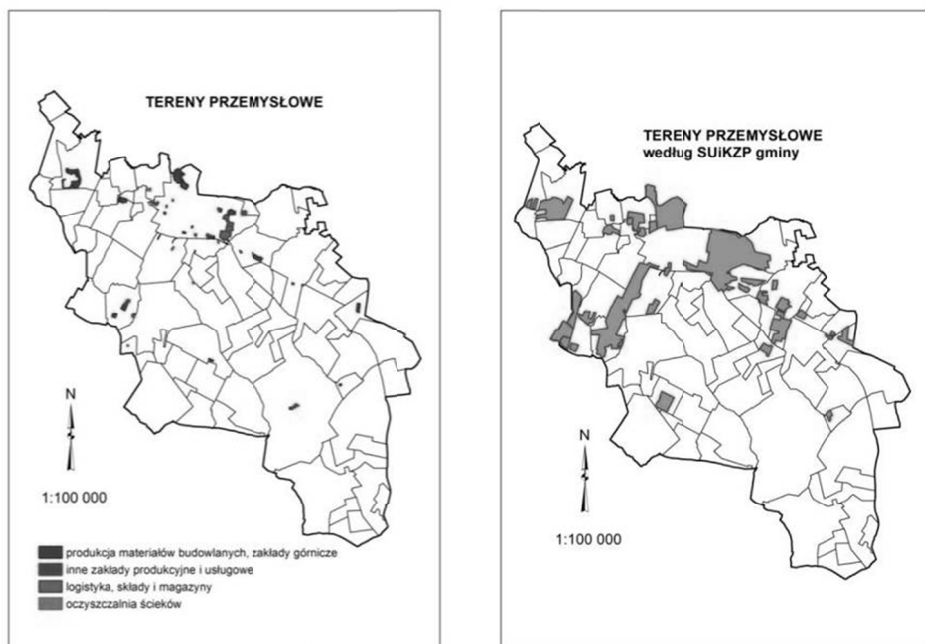 TERENY PRZEMYSŁOWE
N
1:100 000
produkcja materiałów budowlanych, zakłady górnicze
inne zakłady produkcyjne i usługowe
logistyka, składy i magazyny
oczyszczalnia ścieków
TERENY PRZEMYSŁOWE
według SUiKZP gminy
N
1:100 000